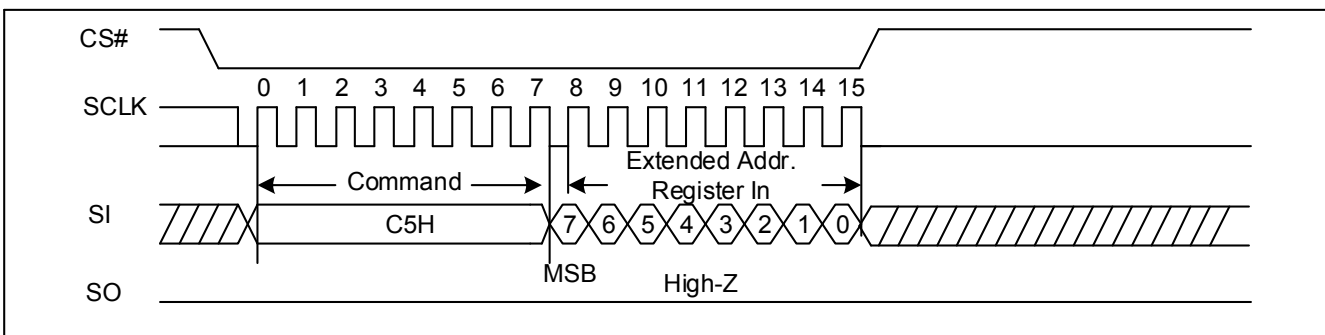 CS#
0 1 2 3 4 5 6 7 8 9 10 11 12 13 14 15
SCLK
Command
Extended Addr.
Register In
SI
C5H
7 6 5 4 3 2 1 0
MSB
SO
High-Z